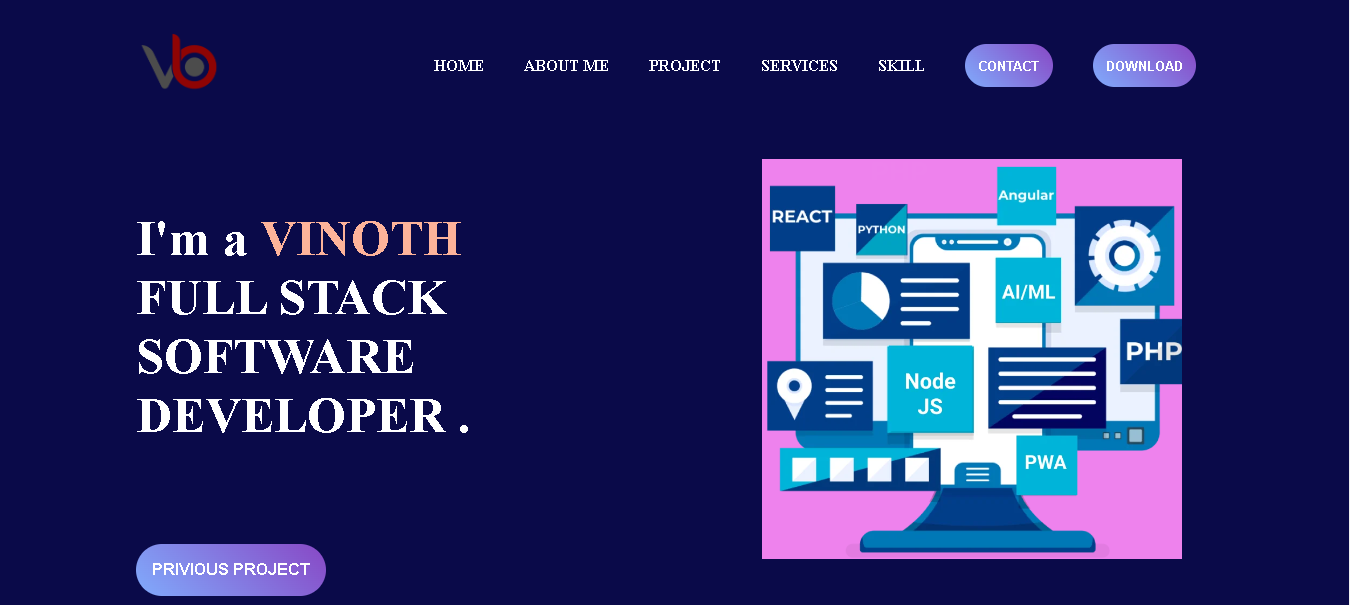 vb
HOME ABOUT ME PROJECT SERVICES SKILL CONTACT DOWNLOAD
I'm a VINOTH
FULL STACK
SOFTWARE
DEVELOPER .
PRIVIOUS PROJECT
REACT
PYTHON
Angular
AI/ML
PHP
Node
JS
PWA